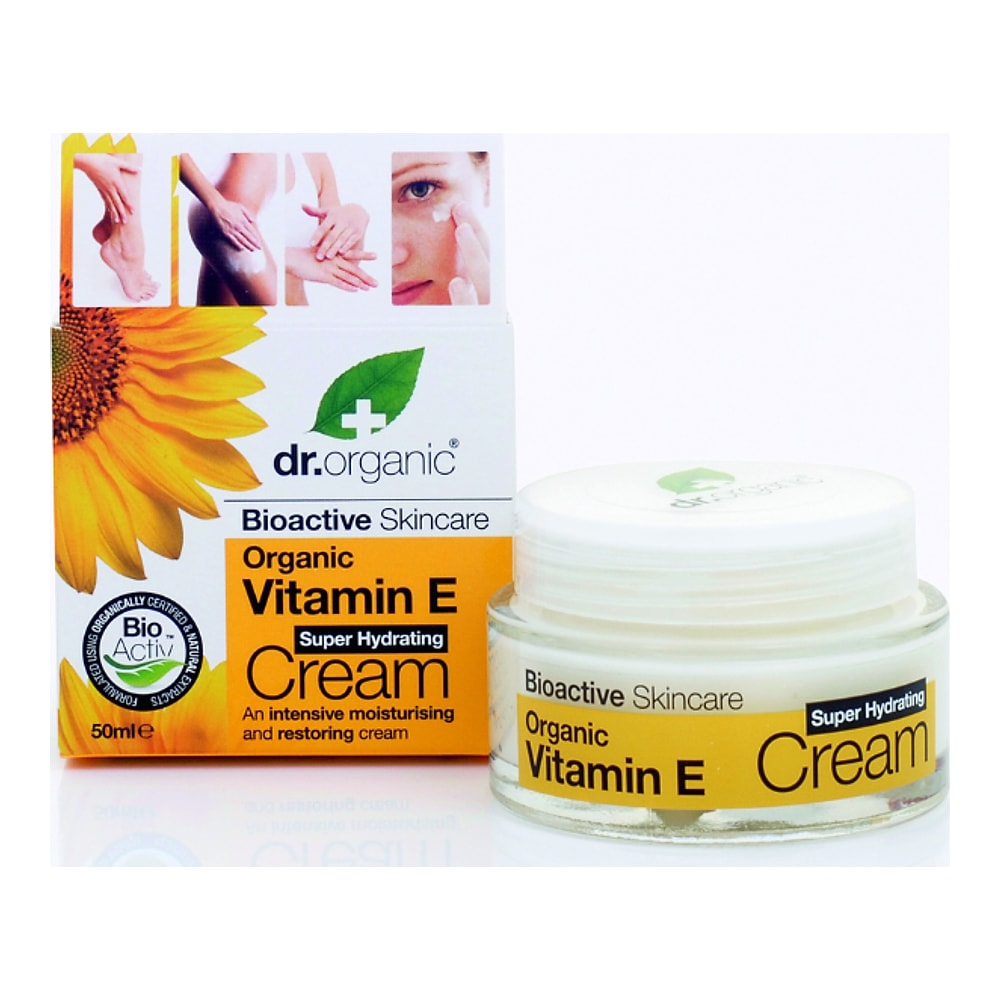 dr.organic®
Bioactive Skincare
Organic
Vitamin E
Super Hydrating
Cream
An intensive moisturising
and restoring cream
FORMULATED USING ORGANICALLY CERTIFIED & NATURAL EXTRACTS
Bio
Activ™
50ml℮
dr.organic
Bioactive Skincare
Organic
Vitamin E
Super Hydrating
Cream